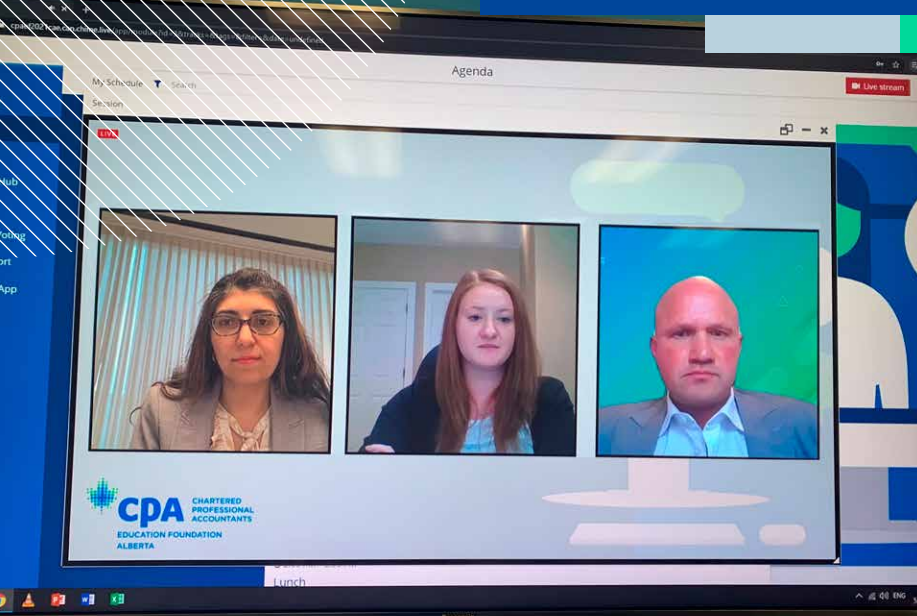 Agenda
My Schedule
Search
Live stream
Session
LIVE
Hub
Voting
ort
App
CPA CHARTERED
PROFESSIONAL
ACCOUNTANTS
EDUCATION FOUNDATION
ALBERTA
Lunch
ENG